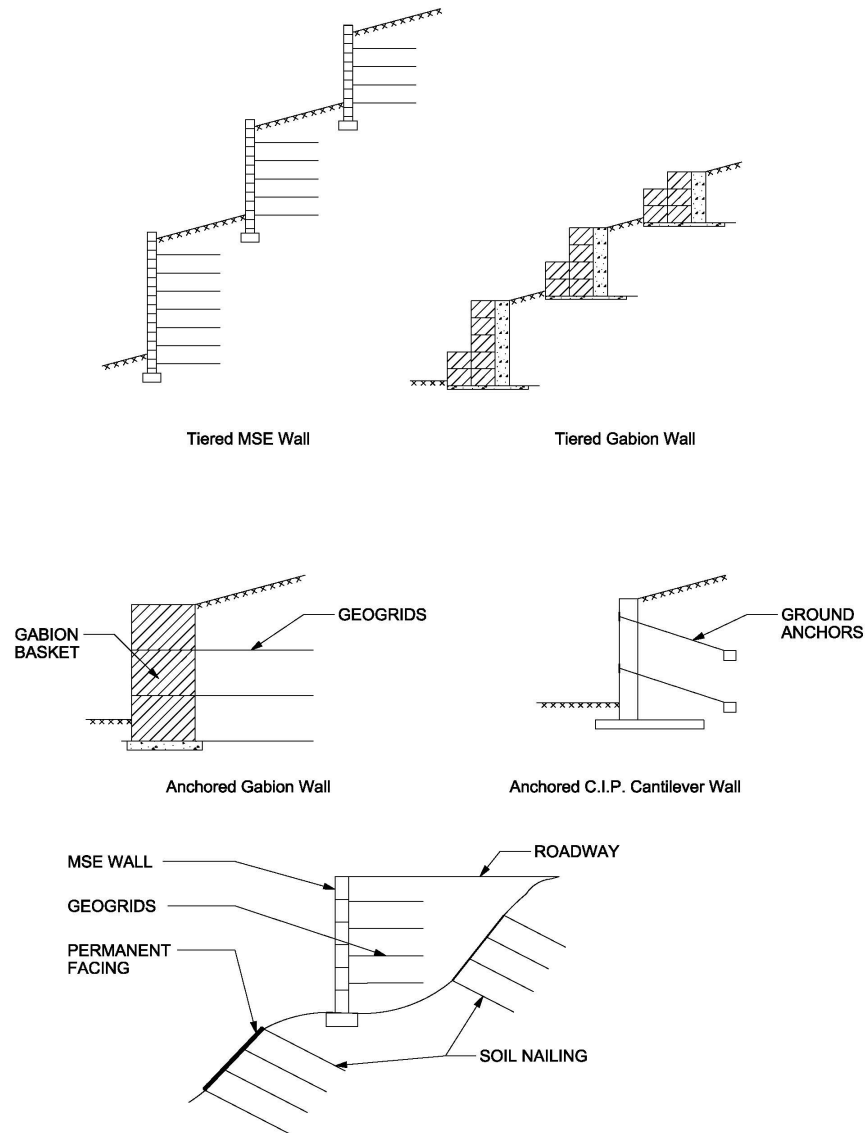 Tiered MSE Wall
Tiered Gabion Wall
GABION
BASKET
GEOGRIDS
GROUND
ANCHORS
Anchored Gabion Wall
Anchored C.I.P. Cantilever Wall
MSE WALL
ROADWAY
GEOGRIDS
PERMANENT
FACING
SOIL NAILING